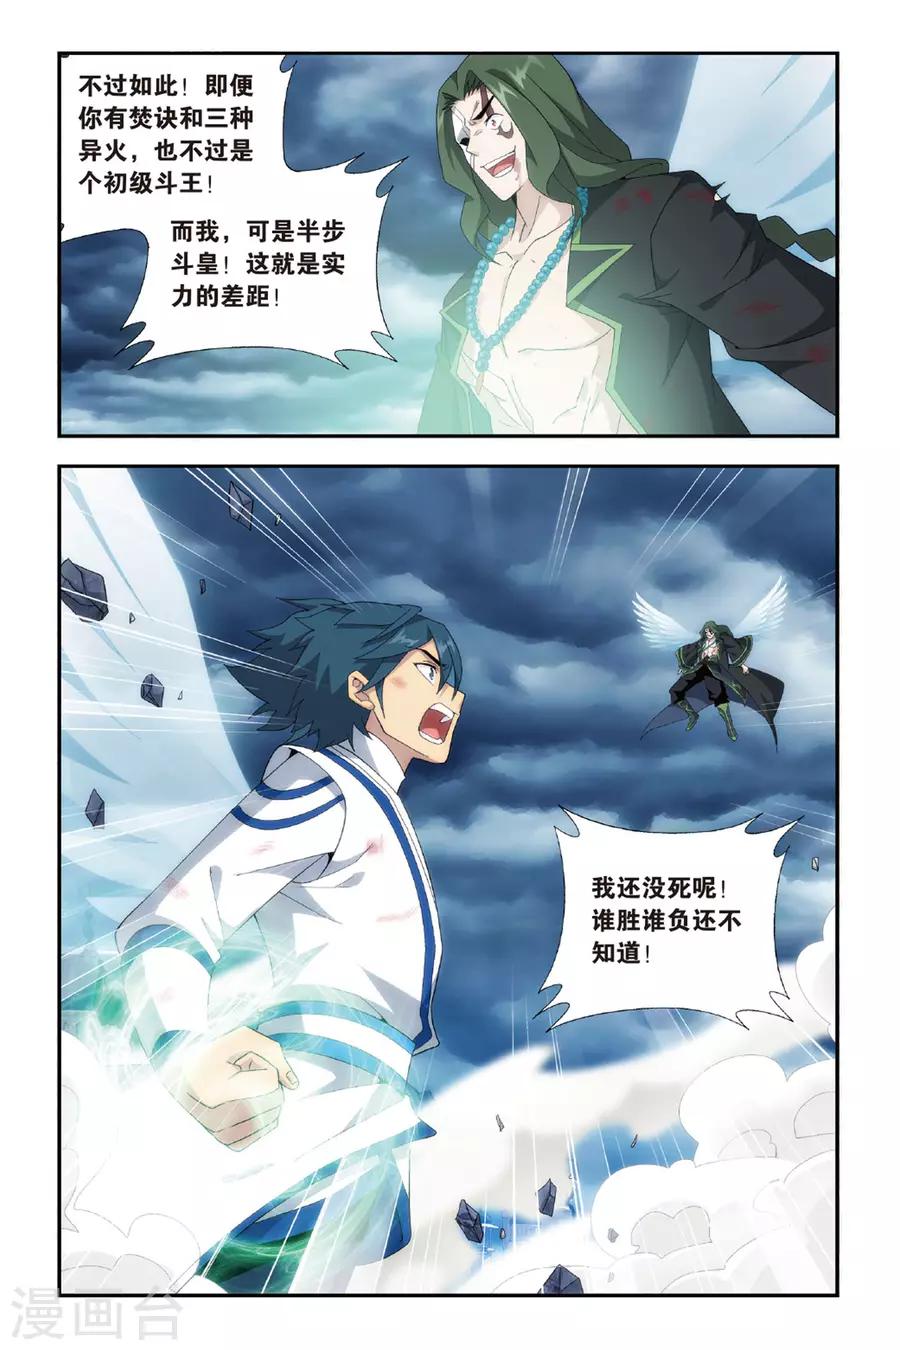 不过如此！即便
你有焚诀和三种
异火，也不过是
个初级斗王！
而我，可是半步
斗皇！这就是实
力的差距！
我还没死呢！
谁胜谁负还不
知道！
漫画台